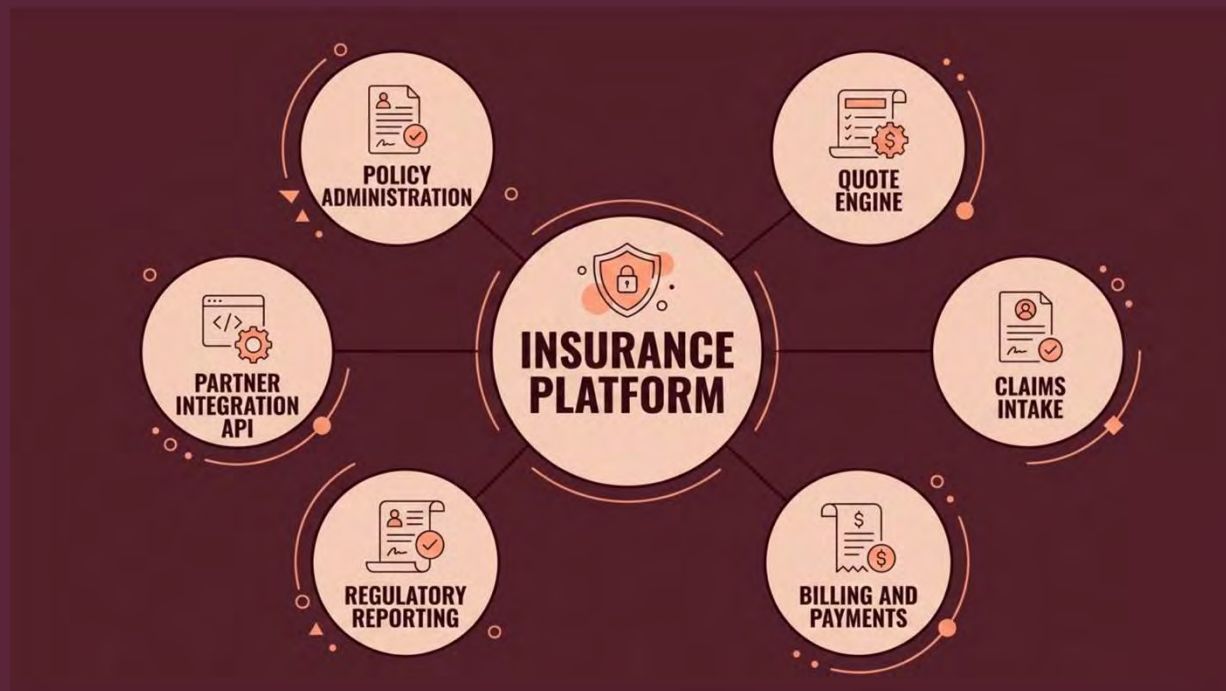 POLICY
ADMINISTRATION
QUOTE
ENGINE
INSURANCE
PLATFORM
PARTNER
INTEGRATION
API
CLAIMS
INTAKE
REGULATORY
REPORTING
BILLING AND
PAYMENTS